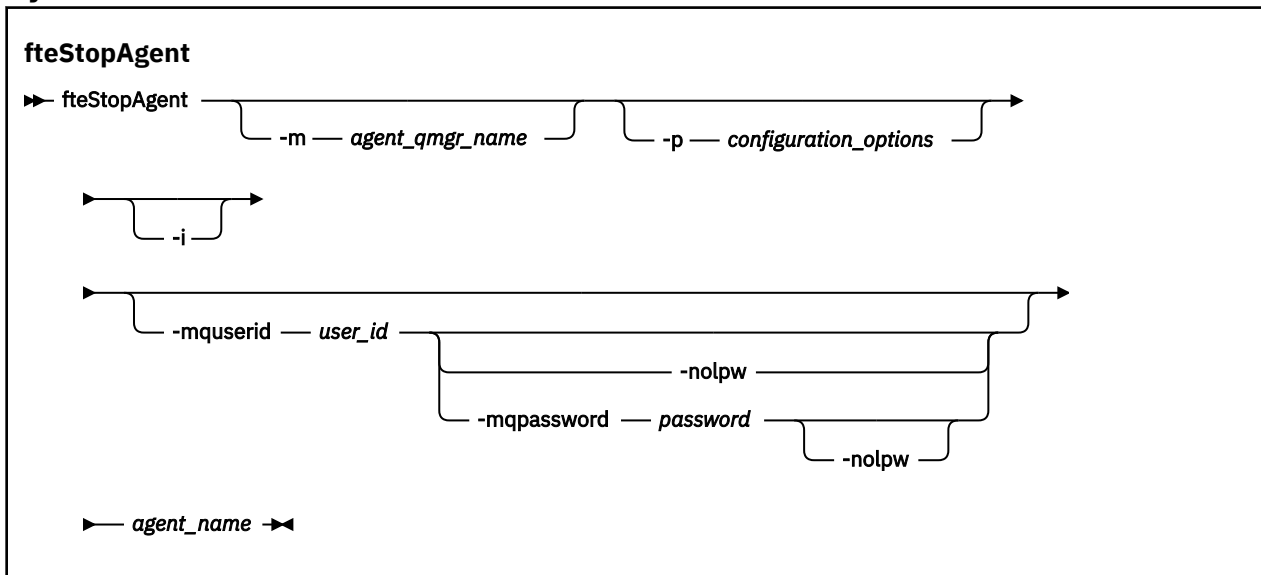 fteStopAgent
fteStopAgent
-m agent_qmgr_name -p configuration_options
-i
-mquserid user_id
-nolpw
-mqpassword password
-nolpw
agent_name